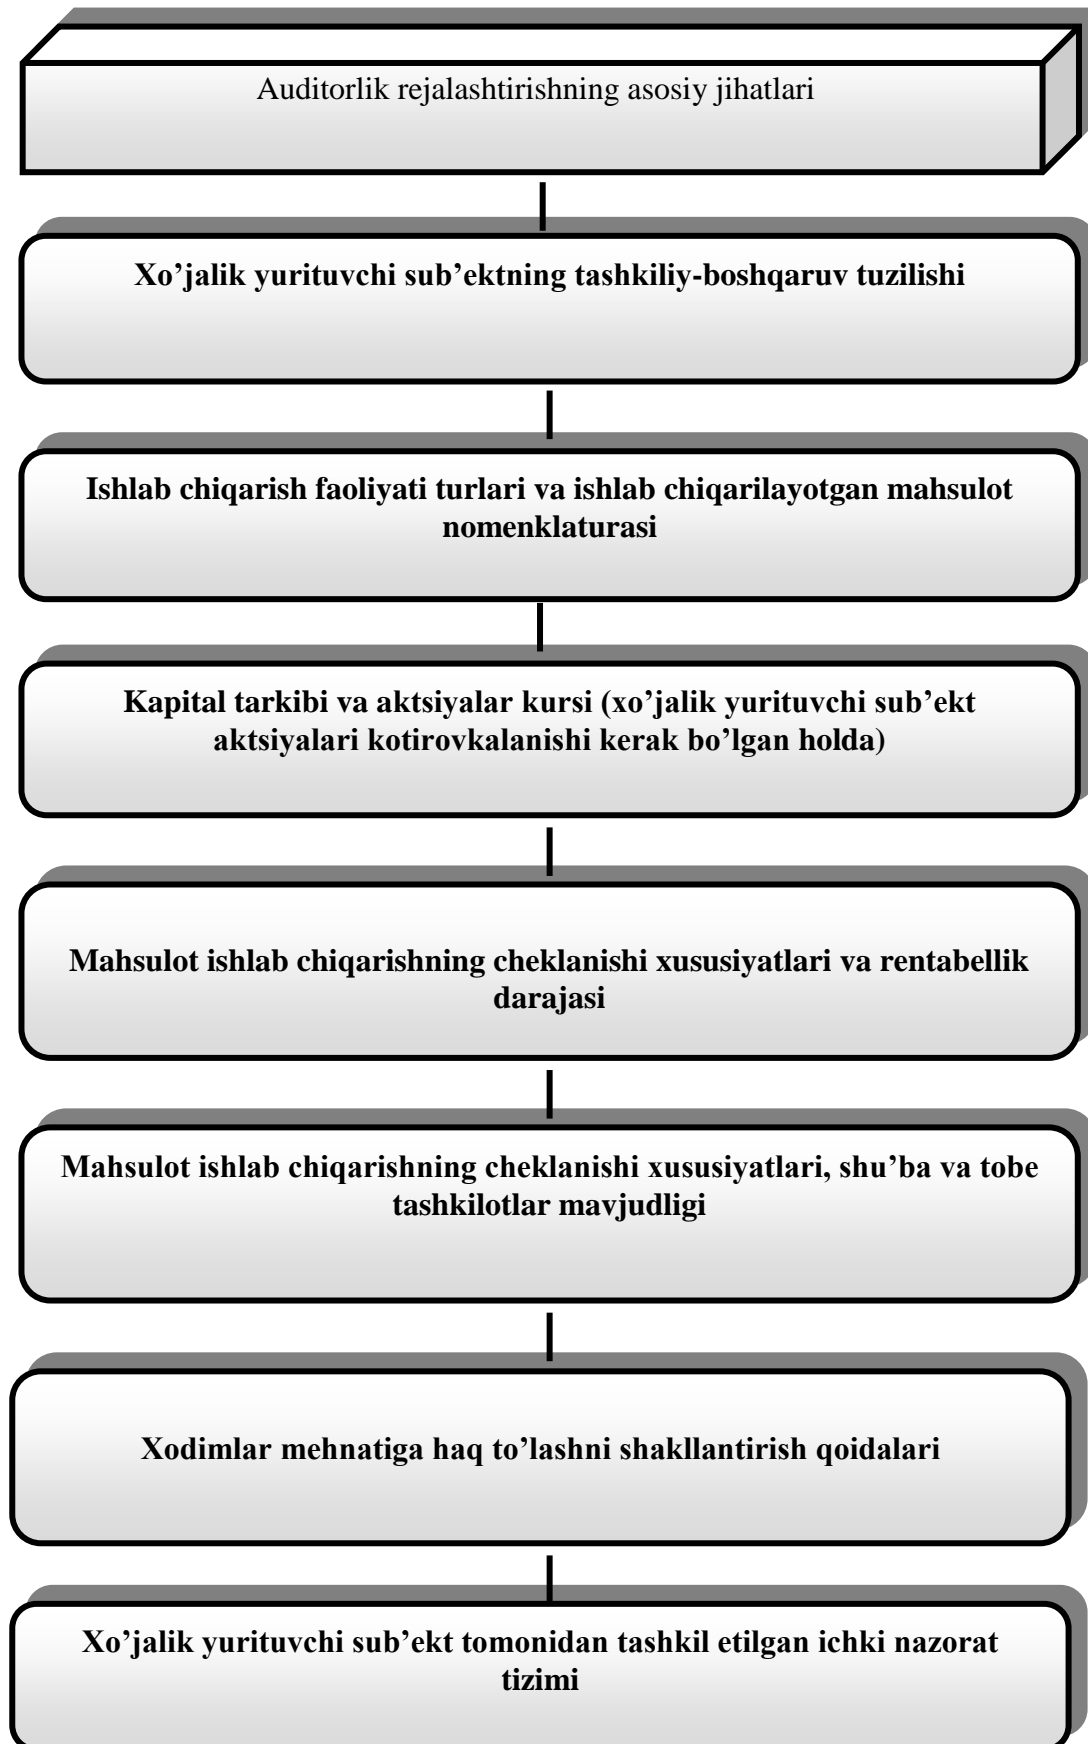 Auditorlik rejalashtirishning asosiy jihatlari
Xo’jalik yurituvchi sub’ektning tashkiliy-boshqaruv tuzilishi
Ishlab chiqarish faoliyati turlari va ishlab chiqarilayotgan mahsulot
nomenklaturasi
Kapital tarkibi va aktsiyalar kursi (xo’jalik yurituvchi sub’ekt
aktsiyalari kotirovkalanishi kerak bo’lgan holda)
Mahsulot ishlab chiqarishning cheklanishi xususiyatlari va rentabellik
darajasi
Mahsulot ishlab chiqarishning cheklanishi xususiyatlari, shu’ba va tobe
tashkilotlar mavjudligi
Xodimlar mehnatiga haq to’lashni shakllantirish qoidalari
Xo’jalik yurituvchi sub’ekt tomonidan tashkil etilgan ichki nazorat
tizimi